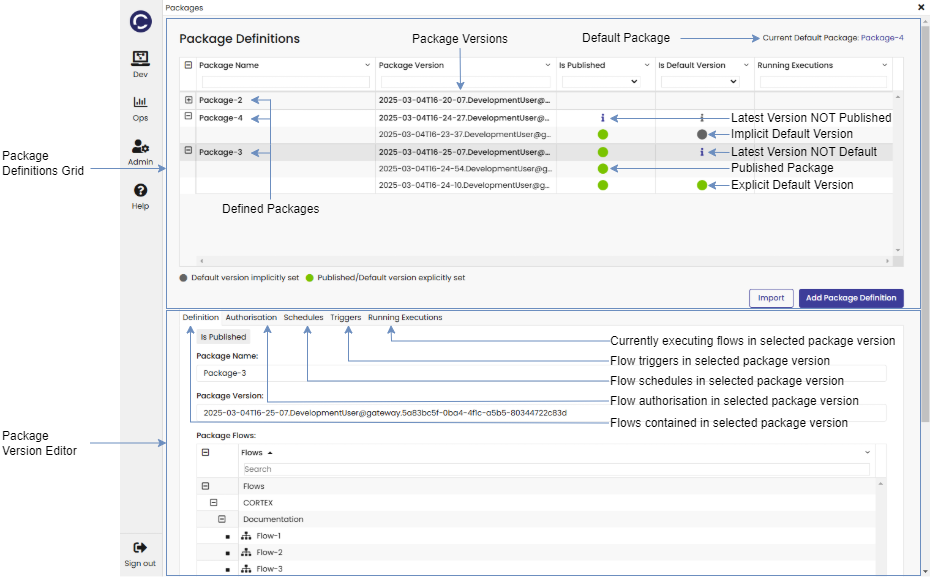 Packages
Package Definitions
Package Versions
Default Package
Current Default Package: Package-4
Dev
Ops
Admin
Help
Sign out
Package Name
Package Version
Is Published
Is Default Version
Running Executions
Package-2
2025-03-04T16-20-07.DevelopmentUser@...
Package-4
2025-03-04T16-24-27.DevelopmentUser@...
Latest Version NOT Published
2025-03-04T16-23-37.DevelopmentUser@g...
Implicit Default Version
Package-3
2025-03-04T16-25-07.DevelopmentUser@...
Latest Version NOT Default
2025-03-04T16-24-54.DevelopmentUser@g...
Published Package
2025-03-04T16-24-10.DevelopmentUser@g...
Explicit Default Version
Package
Definitions Grid
Defined Packages
Default version implicitly set
Published/Default version explicitly set
Import
Add Package Definition
Definition
Authorisation
Schedules
Triggers
Running Executions
Is Published
Currently executing flows in selected package version
Package Name:
Flow triggers in selected package version
Package-3
Flow schedules in selected package version
Package Version:
Flow authorisation in selected package version
2025-03-04T16-25-07.DevelopmentUser@gateway.5a83bc5f-0ba4-4f1c-a5b5-80344722c83d
Flows contained in selected package version
Package
Version Editor
Package Flows:
Flows
Search
Flows
CORTEX
Documentation
Flow-1
Flow-2
Flow-3